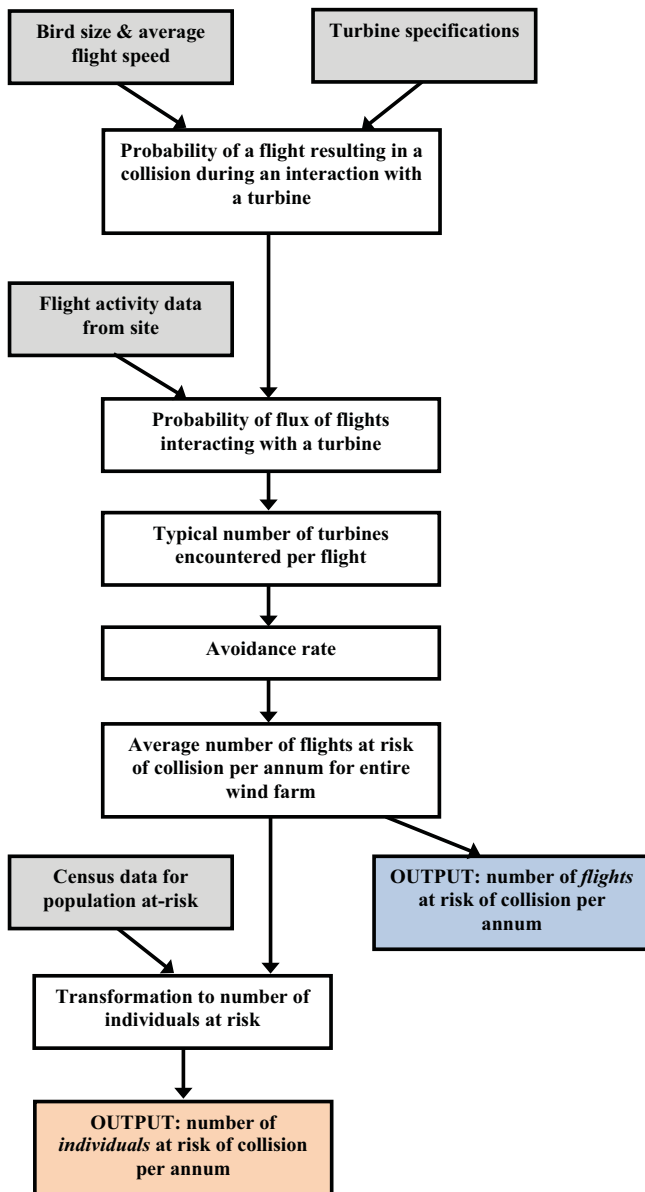 Bird size & average
flight speed
Turbine specifications
Probability of a flight resulting in a
collision during an interaction with
a turbine
Flight activity data
from site
Probability of flux of flights
interacting with a turbine
Typical number of turbines
encountered per flight
Avoidance rate
Average number of flights at risk
of collision per annum for entire
wind farm
Census data for
population at-risk
OUTPUT: number of flights
at risk of collision per
annum
Transformation to number of
individuals at risk
OUTPUT: number of
individuals at risk of collision
per annum